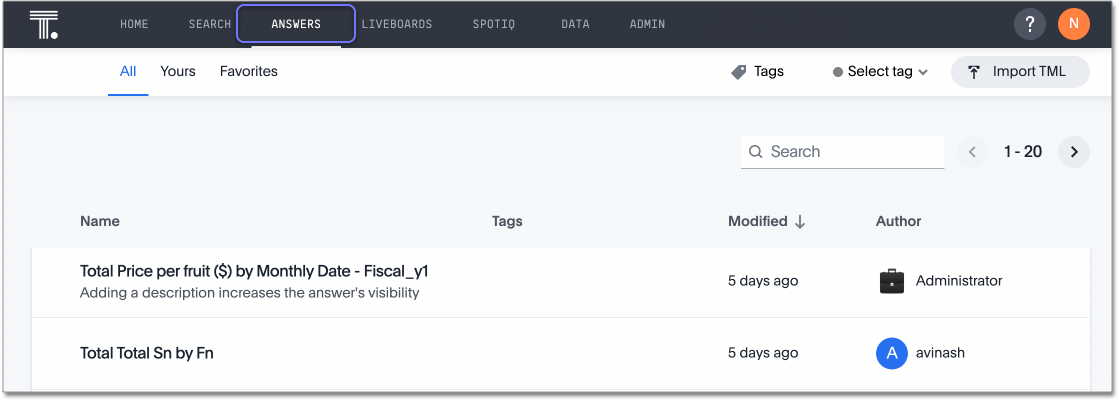 T. HOME SEARCH ANSWERS LIVEBOARDS SPOTIQ DATA ADMIN ? N
All Yours Favorites Tags Select tag Import TML
Search 1 - 20
Name Tags Modified Author
Total Price per fruit ($) by Monthly Date - Fiscal_y1
Adding a description increases the answer's visibility
5 days ago Administrator
Total Total Sn by Fn 5 days ago A avinash